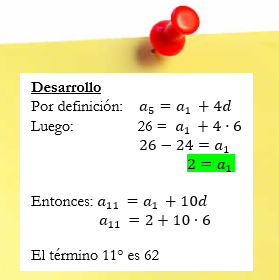 Desarrollo
Por definición: a₅ = a₁ + 4d
Luego: 26 = a₁ + 4 · 6
26 − 24 = a₁
2 = a₁
Entonces: a₁₁ = a₁ + 10d
a₁₁ = 2 + 10 · 6
El término 11° es 62